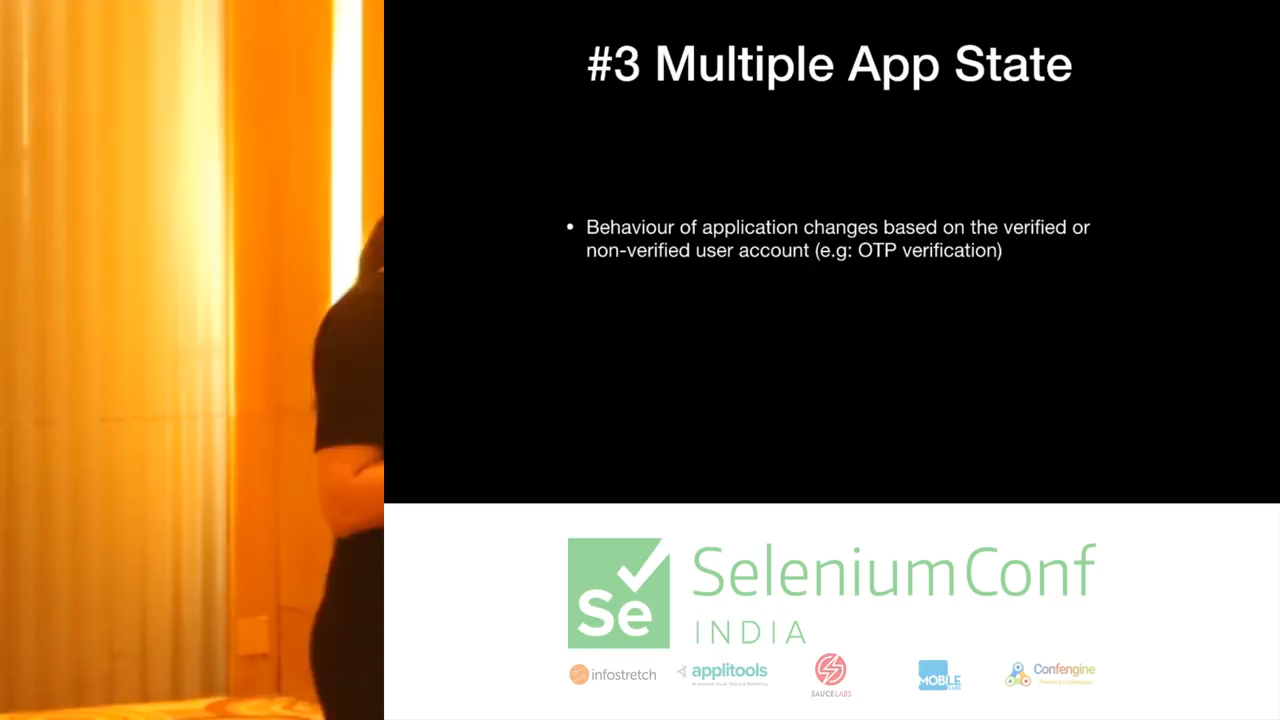 #3 Multiple App State
• Behaviour of application changes based on the verified or
non-verified user account (e.g: OTP verification)
Se
SeleniumConf
INDIA
infostretch
applitools
SAUCELABS
MOBILE
LABS
Confengine